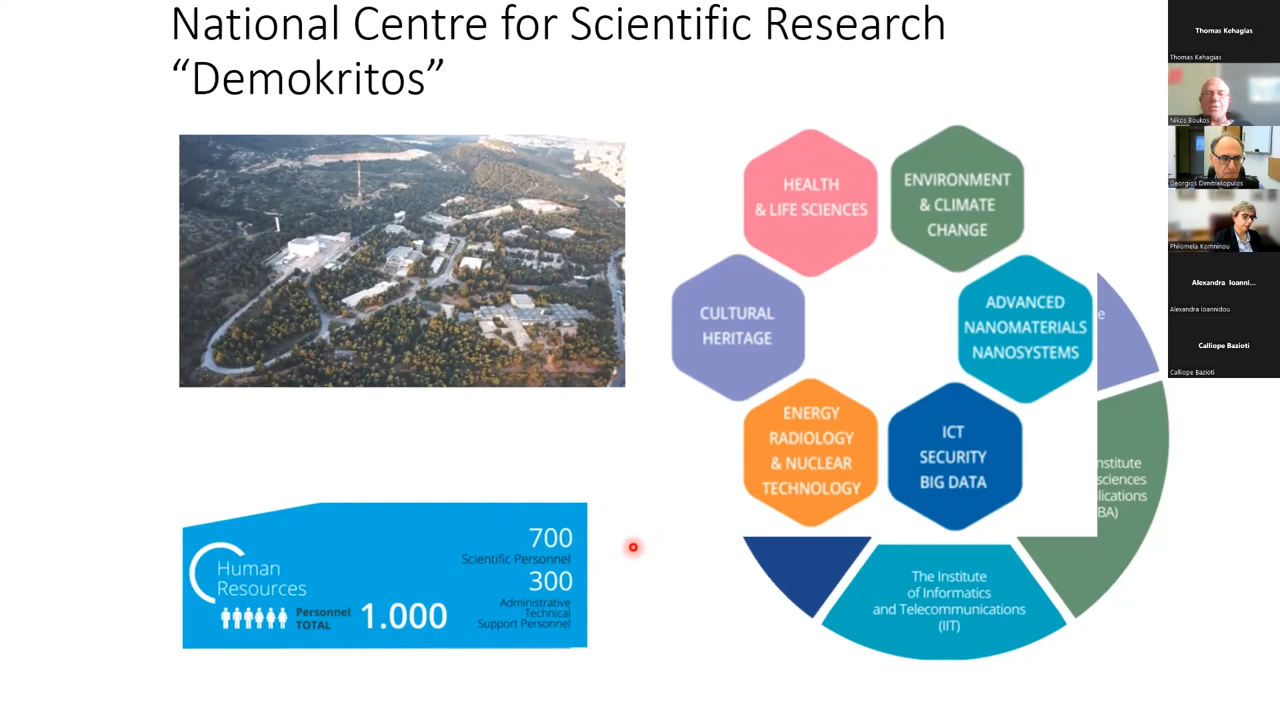 National Centre for Scientific Research
“Demokritos”
HEALTH
& LIFE SCIENCES
ENVIRONMENT
& CLIMATE
CHANGE
CULTURAL
HERITAGE
ADVANCED
NANOMATERIALS
NANOSYSTEMS
ENERGY
RADIOLOGY
& NUCLEAR
TECHNOLOGY
ICT
SECURITY
BIG DATA
e
nstitute
sciences
plications
BA)
The Institute
of Informatics
and Telecommunications
(IIT)
Human
Resources
Personnel
TOTAL
1.000
700
Scientific Personnel
300
Administrative
Technical
Support Personnel
Thomas Kehagias
Thomas Kehagias
Nikos Boukos
Georgios Dimitrakopulos
Philomela Komninou
Alexandra Ioanni...
Alexandra Ioannidou
Calliope Bazioti
Calliope Bazioti